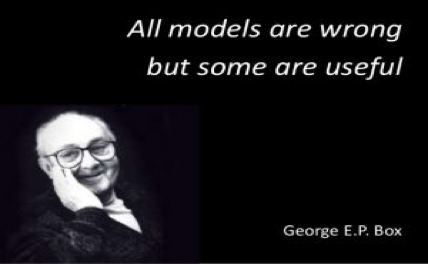 All models are wrong
but some are useful
George E.P. Box